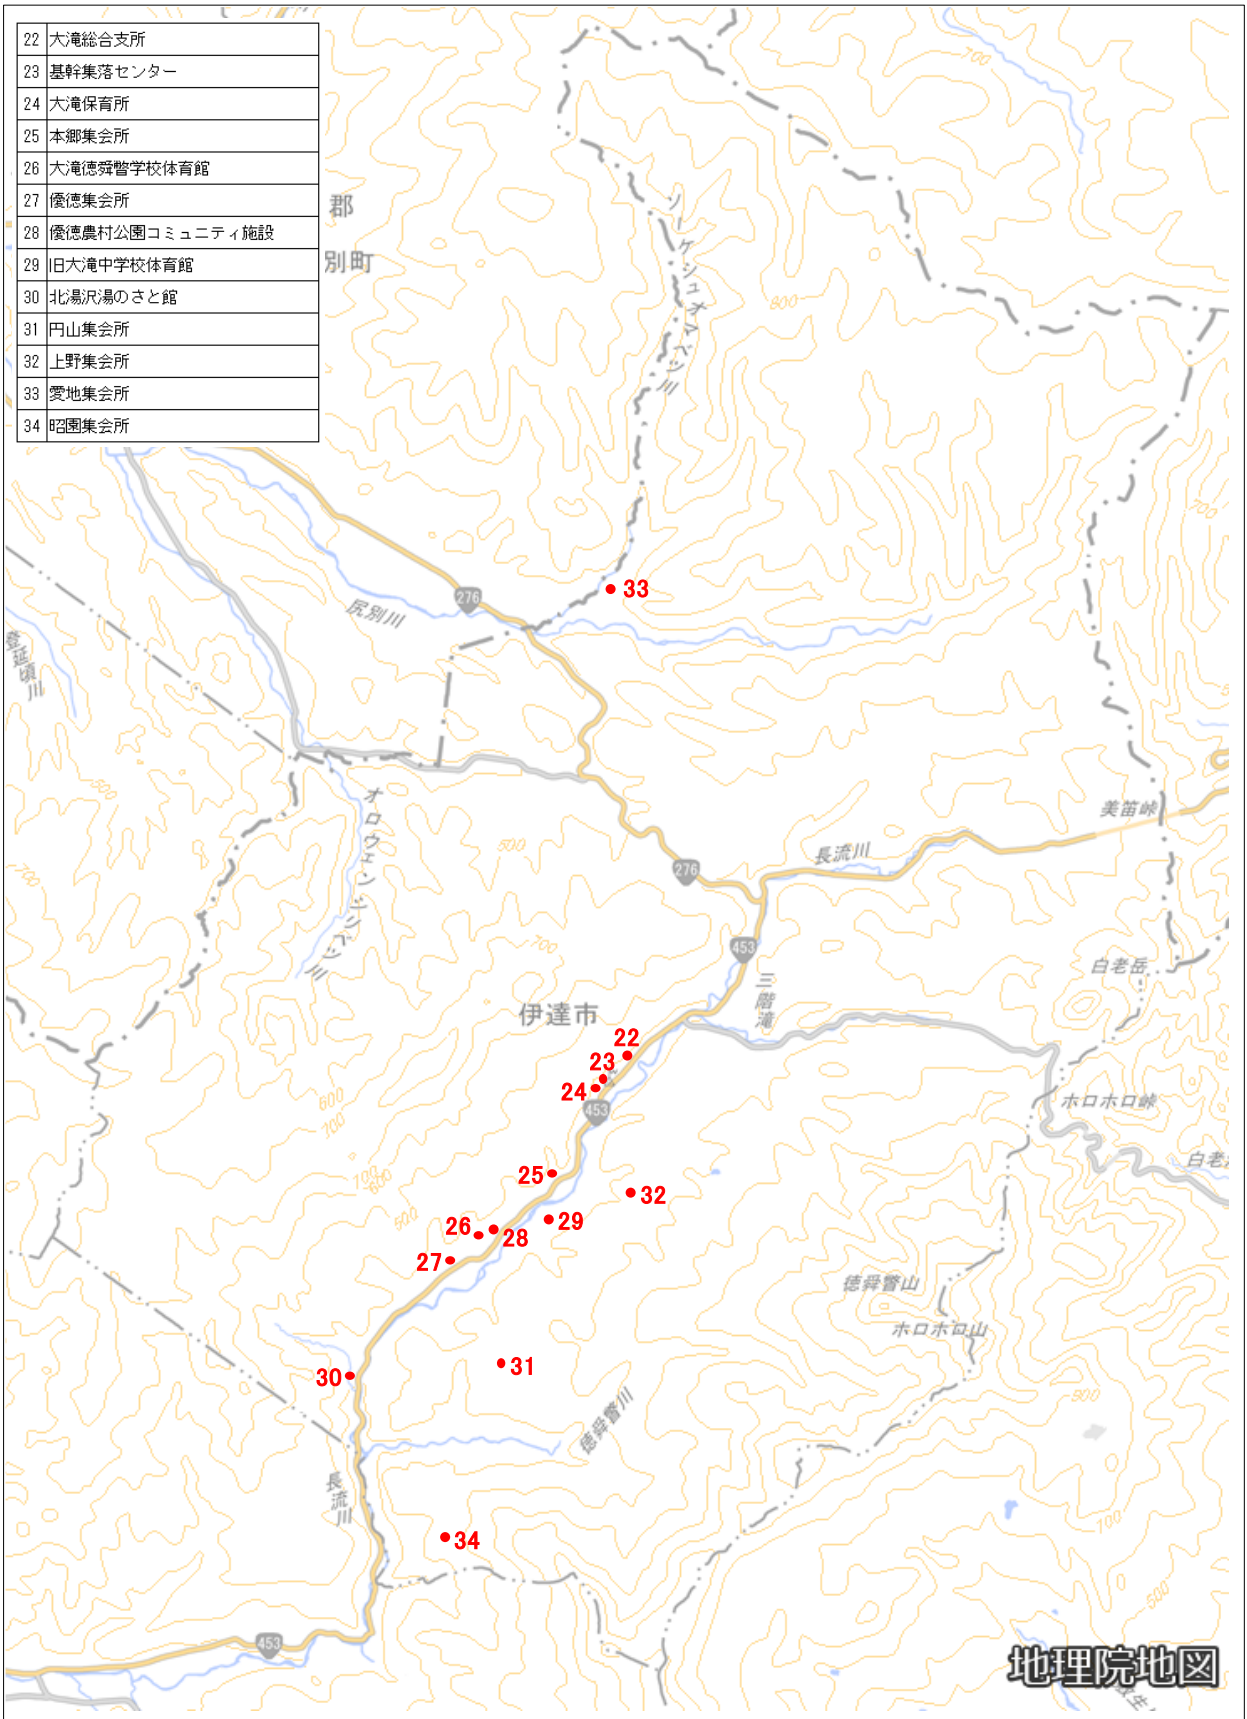 22 大滝総合支所
23 基幹集落センター
24 大滝保育所
25 本郷集会所
26 大滝徳舜瞥学校体育館
27 優徳集会所
28 優徳農村公園コミュニティ施設
29 旧大滝中学校体育館
30 北湯沢湯のさと館
31 円山集会所
32 上野集会所
33 愛地集会所
34 昭園集会所
700
郡
別町
ソーケシュオマベツ川
800
700
33
276
尻別川
登延頃川
500
オロウェンシリベツ川
美笛峠
500
長流川
276
700
700
453
三階滝
白老岳
伊達市
22
23
24
453
600
700
ホロホロ峠
白老
25
700
600
32
500
26
28
29
27
徳舜瞥山
ホロホロ山
30
31
800
徳舜瞥川
長流川
34
700
500
453
地理院地図